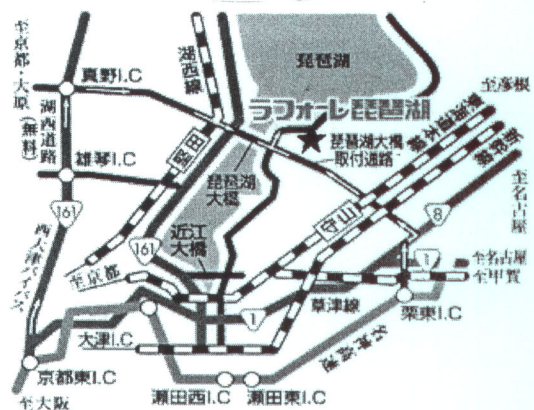 至京都・大原(無料)
湖西道路
真野I.C
湖西線
琵琶湖
ラフォーレ琵琶湖
至彦根
琵琶湖大橋
取付道路
東海道本線
新幹線
堅田
雄琴I.C
琵琶湖
大橋
守山
至名古屋
8
161
近江
大橋
161
西大津バイパス
至京都
1
至名古屋
至甲賀
草津線
1
栗東I.C
大津I.C
名神高速
京都東I.C
瀬田西I.C
瀬田東I.C
至大阪